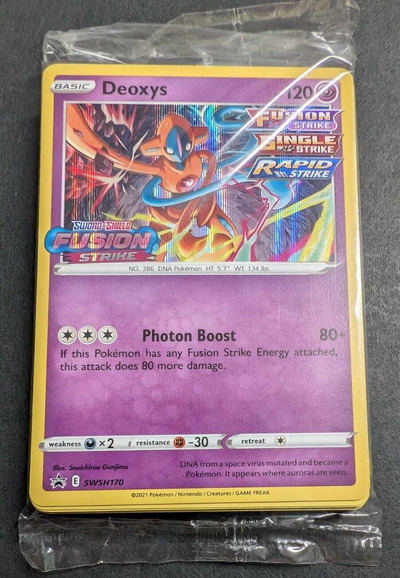 BASIC Deoxys 120
FUSION
STRIKE
SINGLE
STRIKE
RAPID
STRIKE
SWORD & SHIELD
FUSION
STRIKE
NO. 386 DNA Pokémon HT: 5'7" WT: 134 lbs.
Photon Boost 80+
If this Pokémon has any Fusion Strike Energy attached,
this attack does 80 more damage.
weakness ×2 resistance -30 retreat
Illus. Souichirou Gunjima
DNA from a space virus mutated and became a
Pokémon. It appears where auroras are seen.
E SWSH170
©2021 Pokémon / Nintendo / Creatures / GAME FREAK